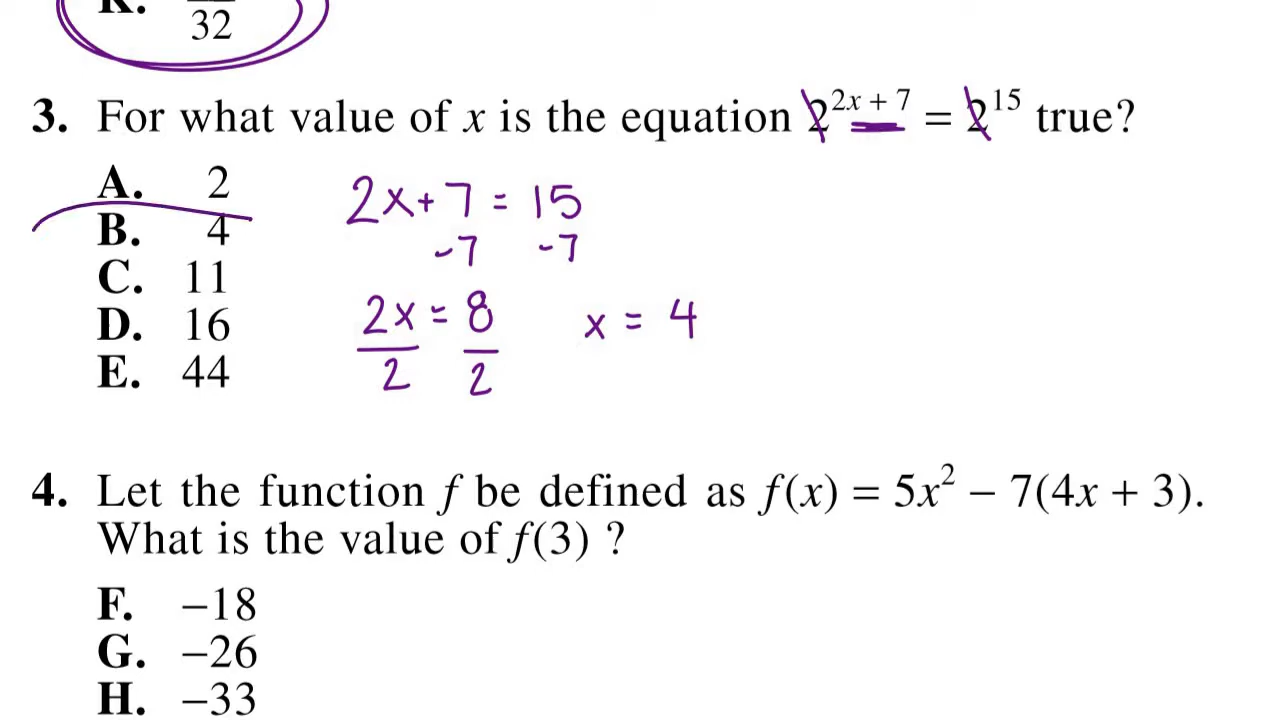 K.
32
3. For what value of x is the equation 2^{2x + 7} = 2^{15} true?
A. 2
B. 4
C. 11
D. 16
E. 44
2x + 7 = 15
-7 -7
2x = 8
2 2
x = 4
4. Let the function f be defined as f(x) = 5x² − 7(4x + 3).
What is the value of f(3) ?
F. −18
G. −26
H. −33